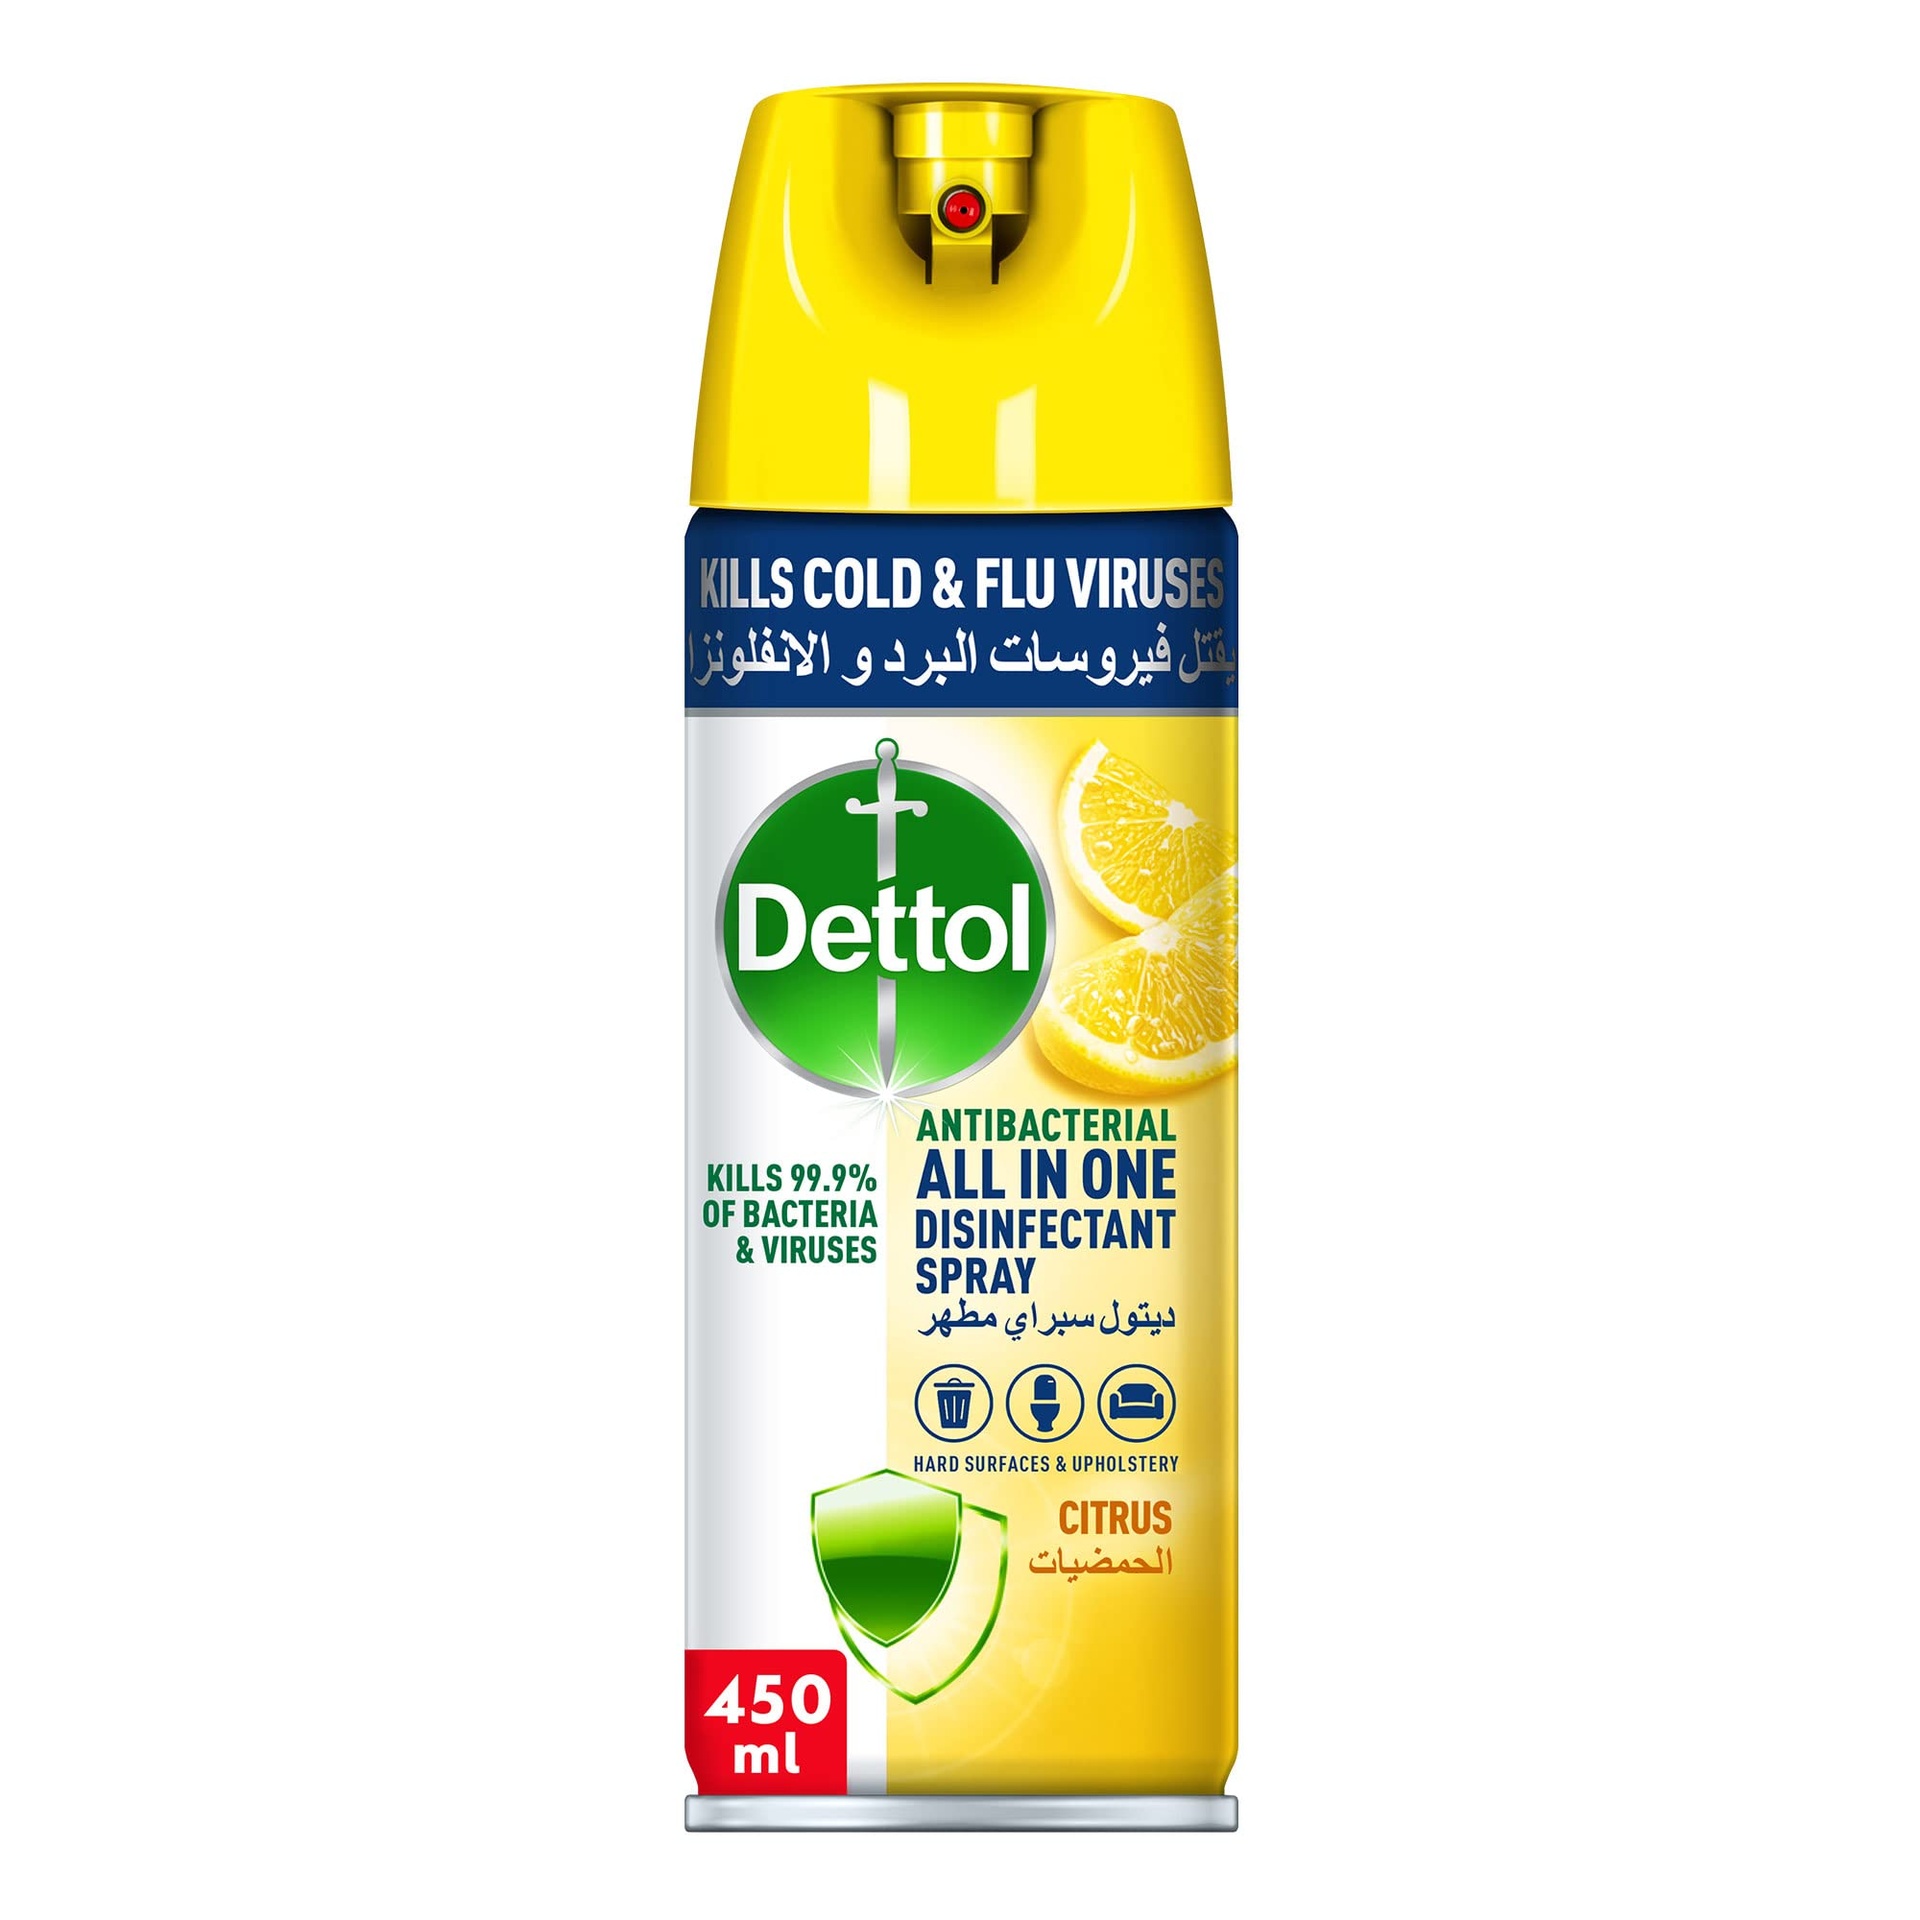 KILLS COLD & FLU VIRUSES
يقتل فيروسات البرد و الانفلونزا
Dettol
ANTIBACTERIAL
ALL IN ONE
DISINFECTANT
SPRAY
ديتول سبراي مطهر
KILLS 99.9%
OF BACTERIA
& VIRUSES
HARD SURFACES & UPHOLSTERY
CITRUS
الحمضيات
450
ml